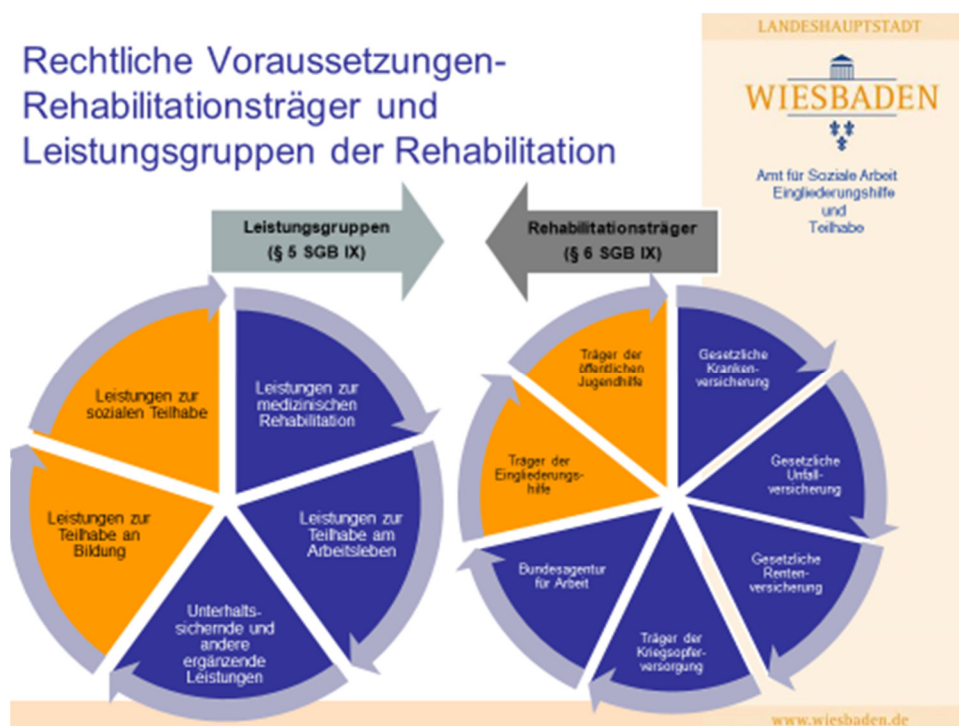 Rechtliche Voraussetzungen-
Rehabilitationsträger und
Leistungsgruppen der Rehabilitation
LANDESHAUPTSTADT
WIESBADEN
Amt für Soziale Arbeit
Eingliederungshilfe
und
Teilhabe
Leistungsgruppen
(§ 5 SGB IX)
Rehabilitationsträger
(§ 6 SGB IX)
Leistungen zur
sozialen Teilhabe
Leistungen zur
medizinischen
Rehabilitation
Leistungen zur
Teilhabe am
Arbeitsleben
Unterhalts-
sichernde und
andere
ergänzende
Leistungen
Leistungen zur
Teilhabe an
Bildung
Träger der
öffentlichen
Jugendhilfe
Gesetzliche
Kranken-
versicherung
Gesetzliche
Unfall-
versicherung
Gesetzliche
Renten-
versicherung
Träger der
Kriegsopfer-
versorgung
Bundesagentur
für Arbeit
Träger der
Eingliederungs-
hilfe
www.wiesbaden.de